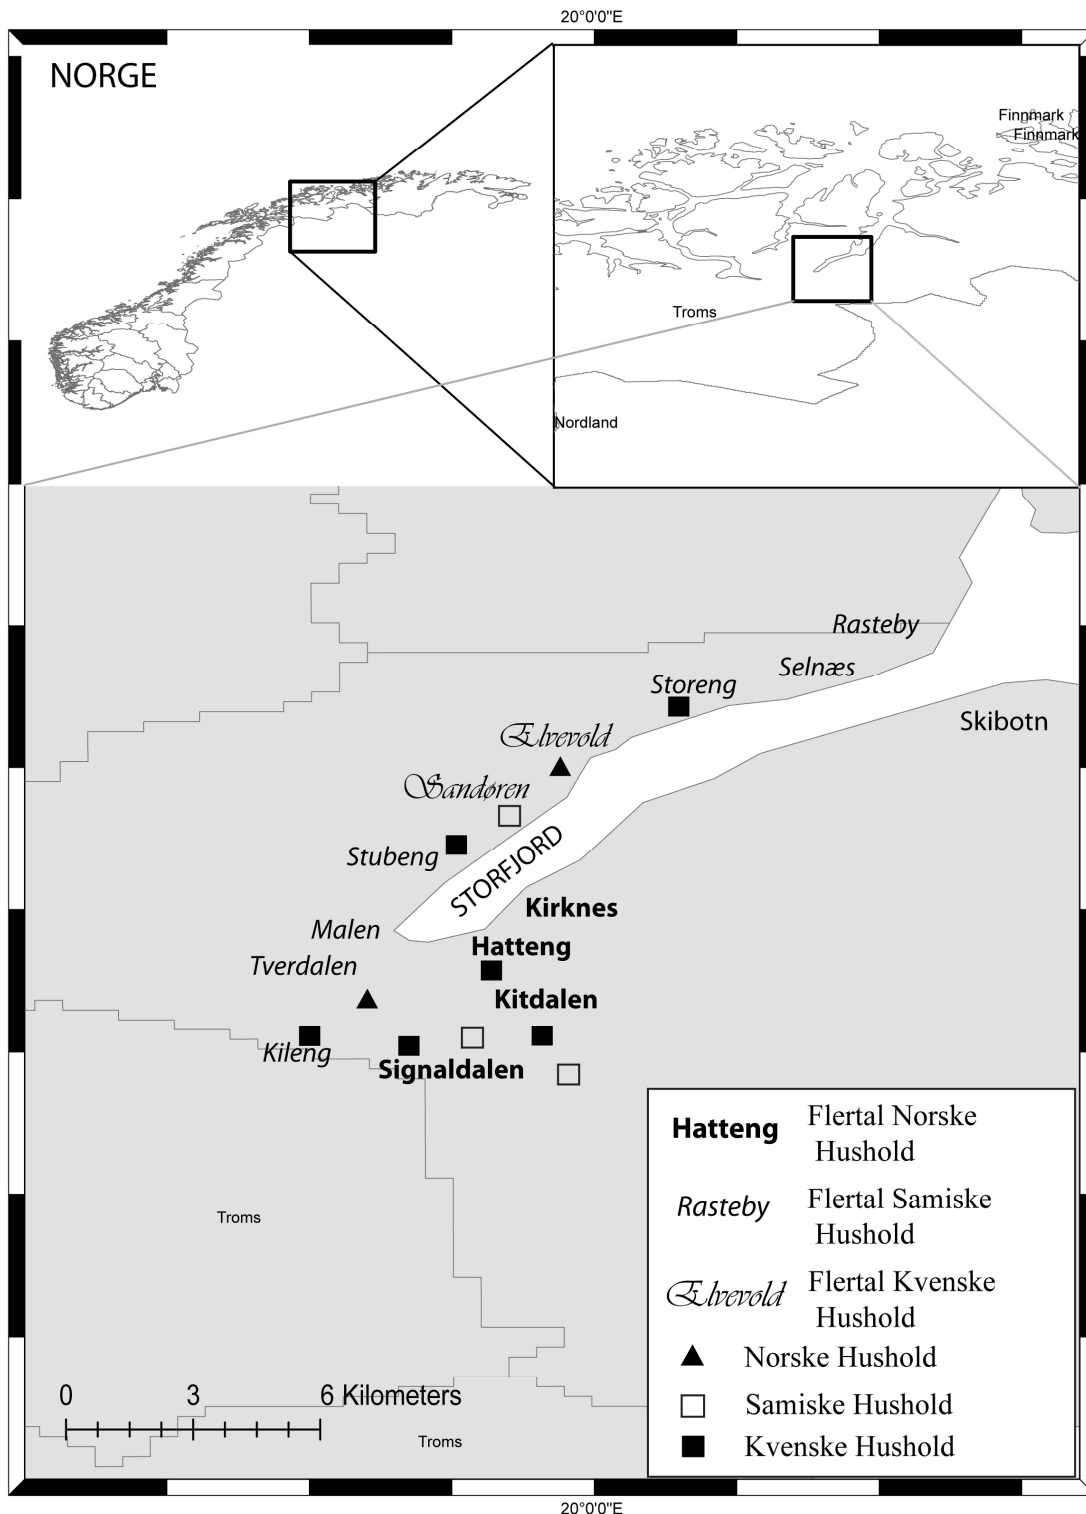 20°0'0"E
NORGE
Finnmark
Finnmark
Troms
Nordland
Rasteby
Selnæs
Storeng
Skibotn
Elvevold
Sandøren
Stubeng
STORFJORD
Kirknes
Malen
Hatteng
Tverdalen
Kitdalen
Kileng
Signaldalen
Hatteng Flertal Norske
Hushold
Rasteby Flertal Samiske
Hushold
Elvevold Flertal Kvenske
Hushold
Norske Hushold
Samiske Hushold
Kvenske Hushold
Troms
0 3 6 Kilometers
Troms
20°0'0"E